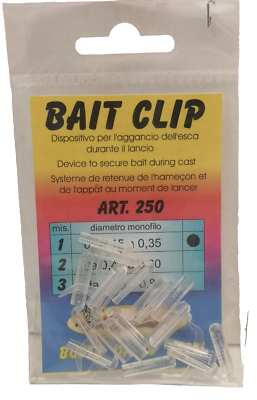 BAIT CLIP
Dispositivo per l'aggancio dell'esca
durante il lancio
Device to secure bait during cast
Systeme de retenue de l'hameçon et
de l'appât au moment de lancer
ART. 250
mis. diametro monofilo
1 0,35
2
3